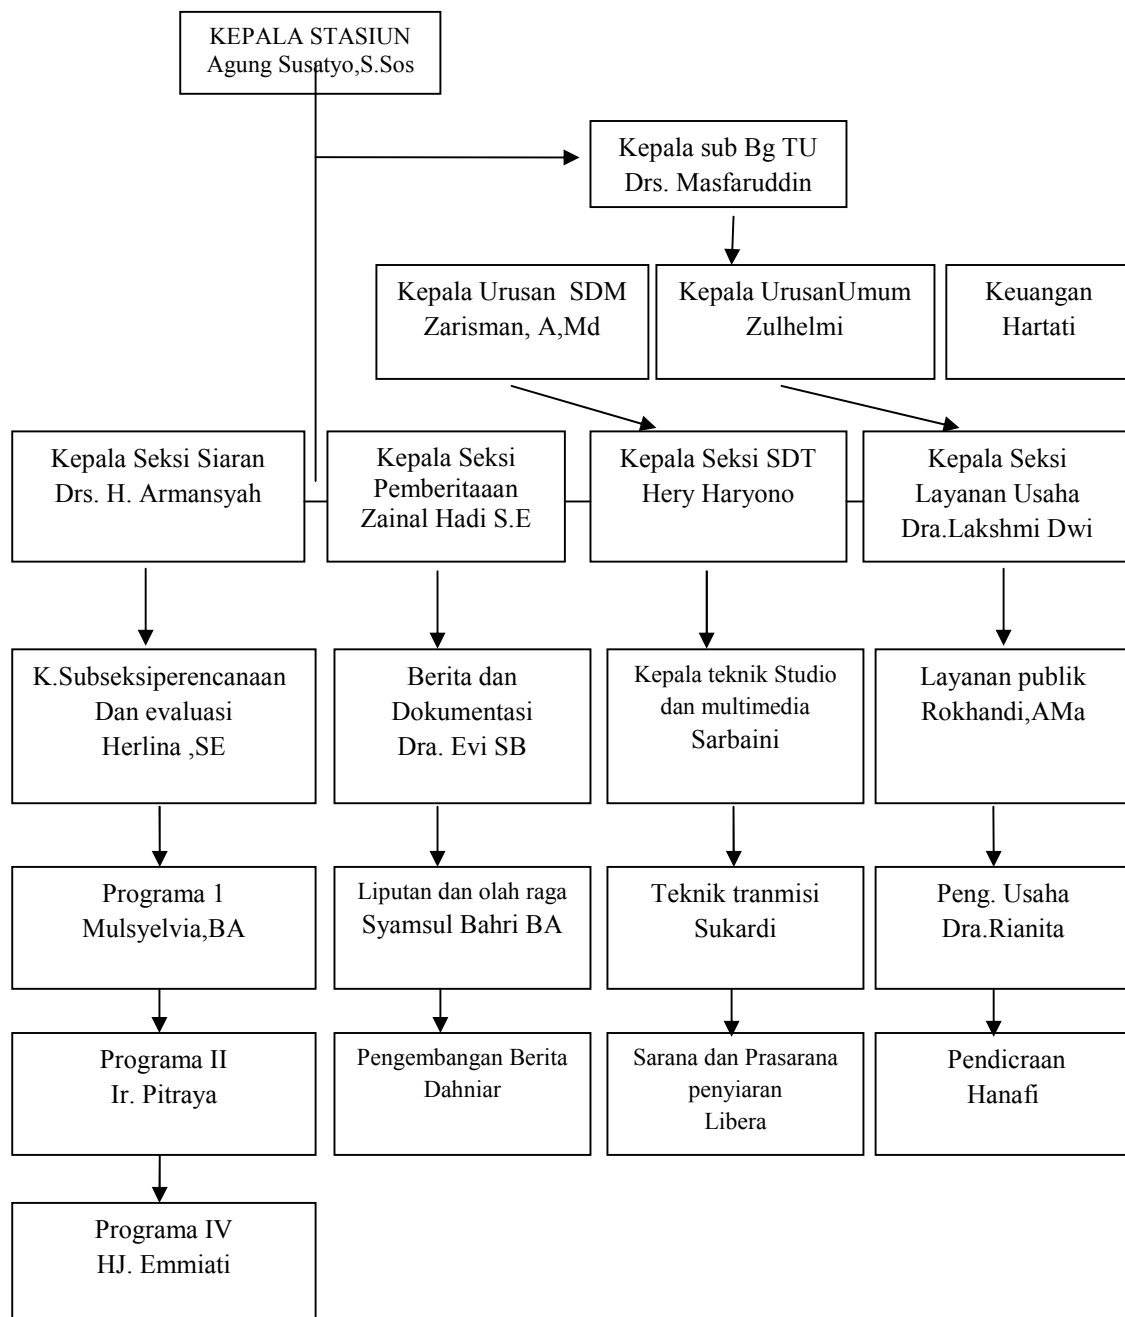 KEPALA STASIUN
Agung Susatyo,S.Sos
Kepala sub Bg TU
Drs. Masfaruddin
Kepala Urusan  SDM
Zarisman, A,Md
Kepala UrusanUmum
Zulhelmi
Keuangan
Hartati
Kepala Seksi Siaran
Drs. H. Armansyah
Kepala Seksi
Pemberitaaan
Zainal Hadi S.E
Kepala Seksi SDT
Hery Haryono
Kepala Seksi
Layanan Usaha
Dra.Lakshmi Dwi
K.Subseksiperencanaan
Dan evaluasi
Herlina ,SE
Berita dan
Dokumentasi
Dra. Evi SB
Kepala teknik Studio
dan multimedia
Sarbaini
Layanan publik
Rokhandi,AMa
Programa 1
Mulsyelvia,BA
Liputan dan olah raga
Syamsul Bahri BA
Teknik tranmisi
Sukardi
Peng. Usaha
Dra.Rianita
Programa II
Ir. Pitraya
Pengembangan Berita
Dahniar
Sarana dan Prasarana
penyiaran
Libera
Pendicraan
Hanafi
Programa IV
HJ. Emmiati